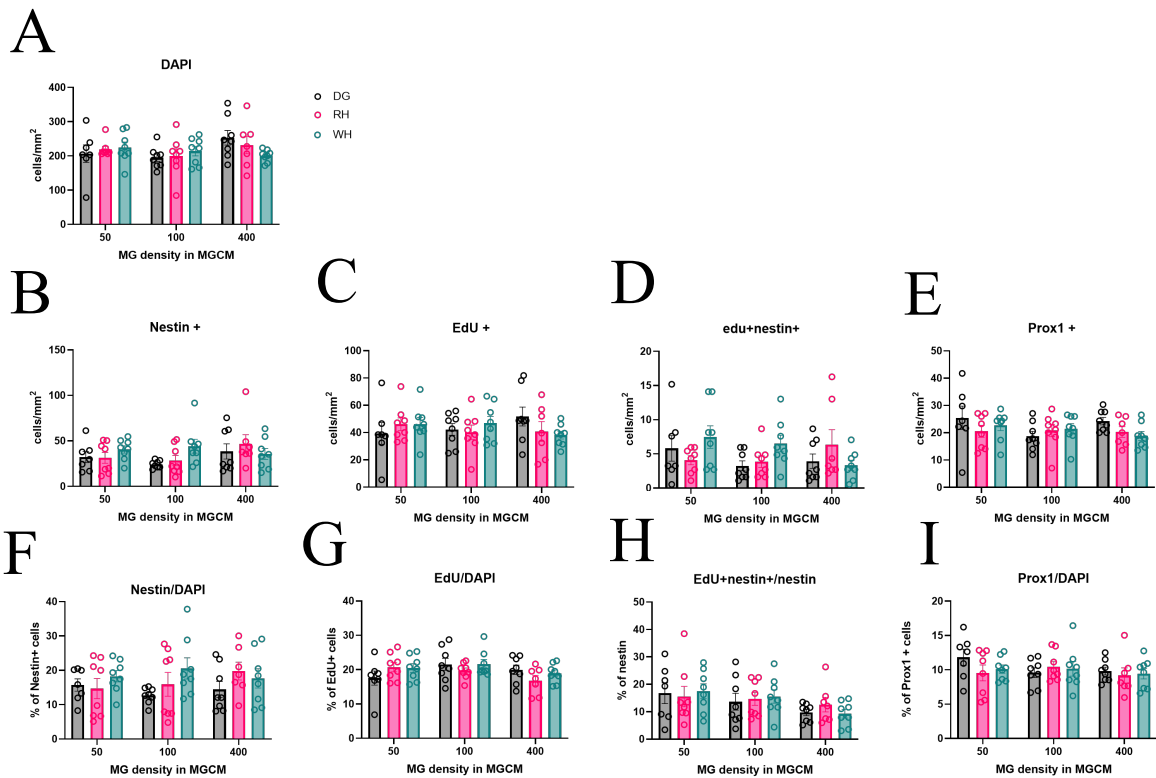 A
DAPI
cells/mm²
400
300
200
100
0
50 100 400
MG density in MGCM
DG
RH
WH
B
Nestin +
cells/mm²
150
100
50
0
50 100 400
MG density in MGCM
C
EdU +
cells/mm²
100
80
60
40
20
0
50 100 400
MG density in MGCM
D
edu+nestin+
cells/mm²
20
15
10
5
0
50 100 400
MG density in MGCM
E
Prox1 +
cells/mm²
50
40
30
20
10
0
50 100 400
MG density in MGCM
F
Nestin/DAPI
% of Nestin+ cells
40
30
20
10
0
50 100 400
MG density in MGCM
G
EdU/DAPI
% of EdU+ cells
40
30
20
10
0
50 100 400
MG density in MGCM
H
EdU+nestin+/nestin
% of nestin
50
40
30
20
10
0
50 100 400
MG density in MGCM
I
Prox1/DAPI
% of Prox1 + cells
20
15
10
5
0
50 100 400
MG density in MGCM